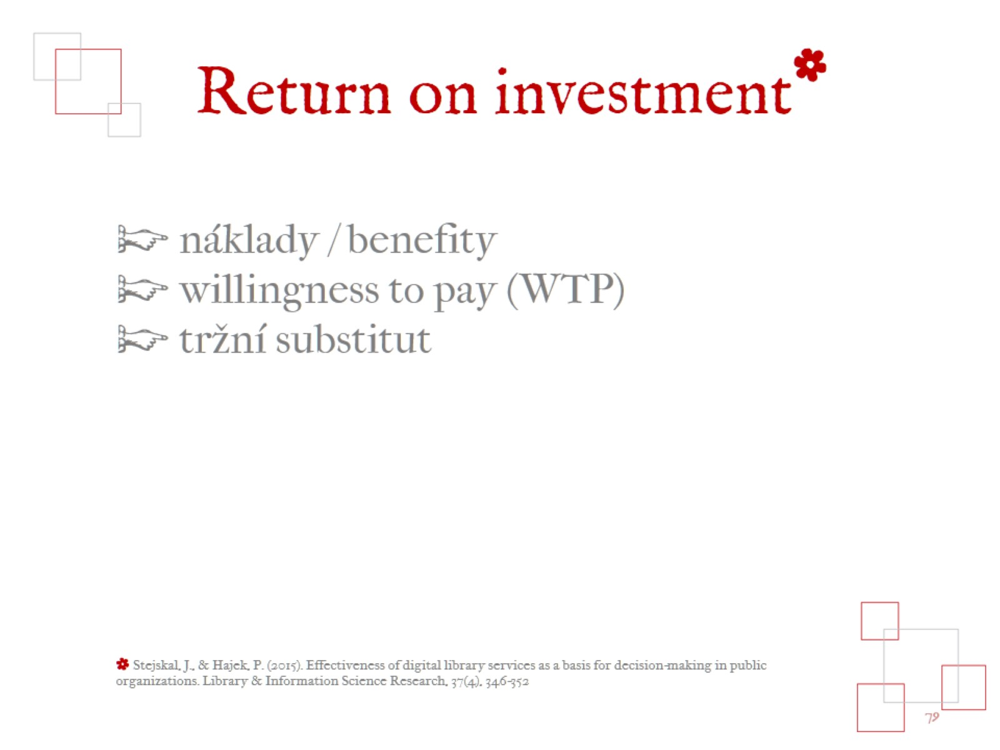 Return on investment*
☞ náklady / benefity
☞ willingness to pay (WTP)
☞ tržní substitut
* Stejskal, J., & Hajek, P. (2015). Effectiveness of digital library services as a basis for decision-making in public
organizations. Library & Information Science Research, 37(4), 346-352
79